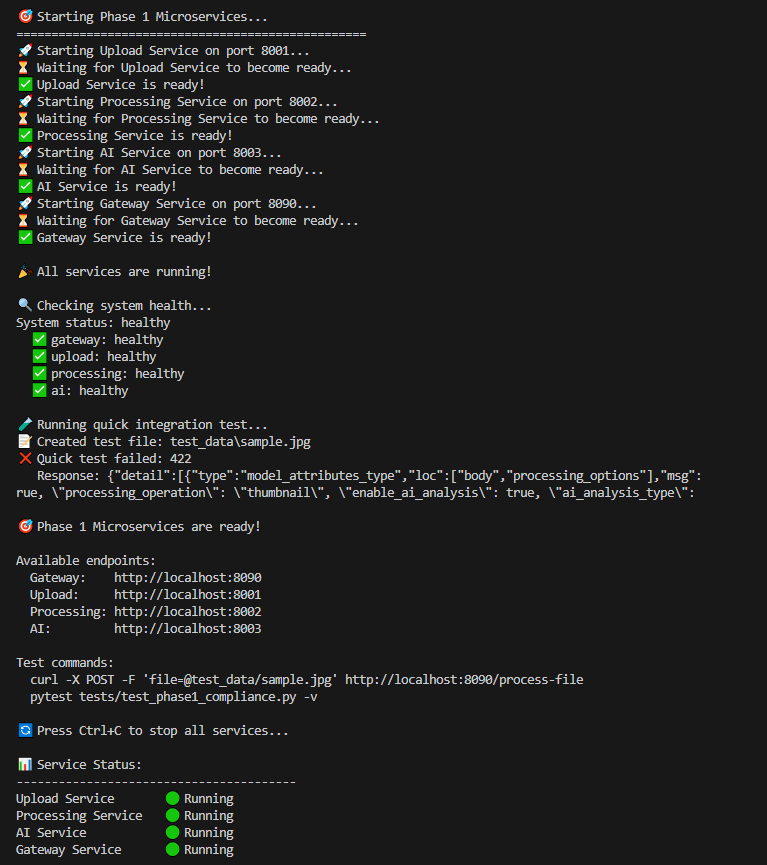 🎯 Starting Phase 1 Microservices...
==================================================
🚀 Starting Upload Service on port 8001...
⏳ Waiting for Upload Service to become ready...
✅ Upload Service is ready!
🚀 Starting Processing Service on port 8002...
⏳ Waiting for Processing Service to become ready...
✅ Processing Service is ready!
🚀 Starting AI Service on port 8003...
⏳ Waiting for AI Service to become ready...
✅ AI Service is ready!
🚀 Starting Gateway Service on port 8090...
⏳ Waiting for Gateway Service to become ready...
✅ Gateway Service is ready!
🎉 All services are running!
🔍 Checking system health...
System status: healthy
✅ gateway: healthy
✅ upload: healthy
✅ processing: healthy
✅ ai: healthy
🧪 Running quick integration test...
📝 Created test file: test_data\sample.jpg
❌ Quick test failed: 422
Response: {"detail":[{"type":"model_attributes_type","loc":["body","processing_options"],"msg":
rue, \"processing_operation\": \"thumbnail\", \"enable_ai_analysis\": true, \"ai_analysis_type\":
🎯 Phase 1 Microservices are ready!
Available endpoints:
Gateway: http://localhost:8090
Upload: http://localhost:8001
Processing: http://localhost:8002
AI: http://localhost:8003
Test commands:
curl -X POST -F 'file=@test_data/sample.jpg' http://localhost:8090/process-file
pytest tests/test_phase1_compliance.py -v
🔄 Press Ctrl+C to stop all services...
📊 Service Status:
----------------------------------------
Upload Service 🟢 Running
Processing Service 🟢 Running
AI Service 🟢 Running
Gateway Service 🟢 Running